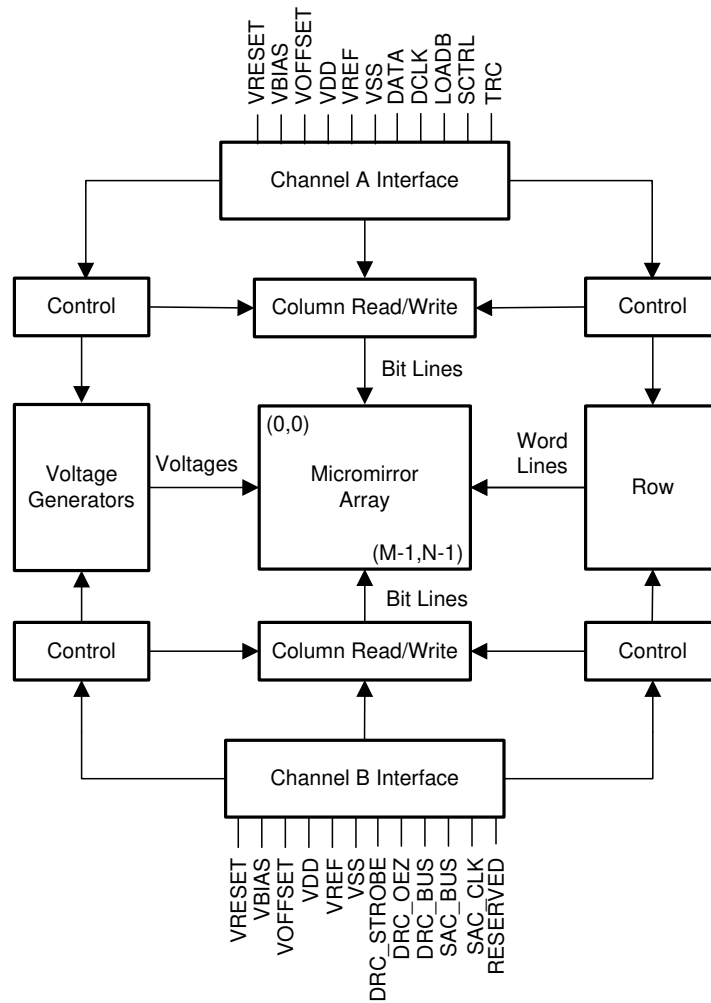 VRESET
VBIAS
VOFFSET
VDD
VREF
VSS
DATA
DCLK
LOADB
SCTRL
TRC
Channel A Interface
Control
Column Read/Write
Control
Bit Lines
Voltage
Generators
Voltages
(0,0)
Micromirror
Array
(M-1,N-1)
Word
Lines
Row
Bit Lines
Control
Column Read/Write
Control
Channel B Interface
VRESET
VBIAS
VOFFSET
VDD
VREF
VSS
DRC_STROBE
DRC_OEZ
DRC_BUS
SAC_BUS
SAC_CLK
RESERVED